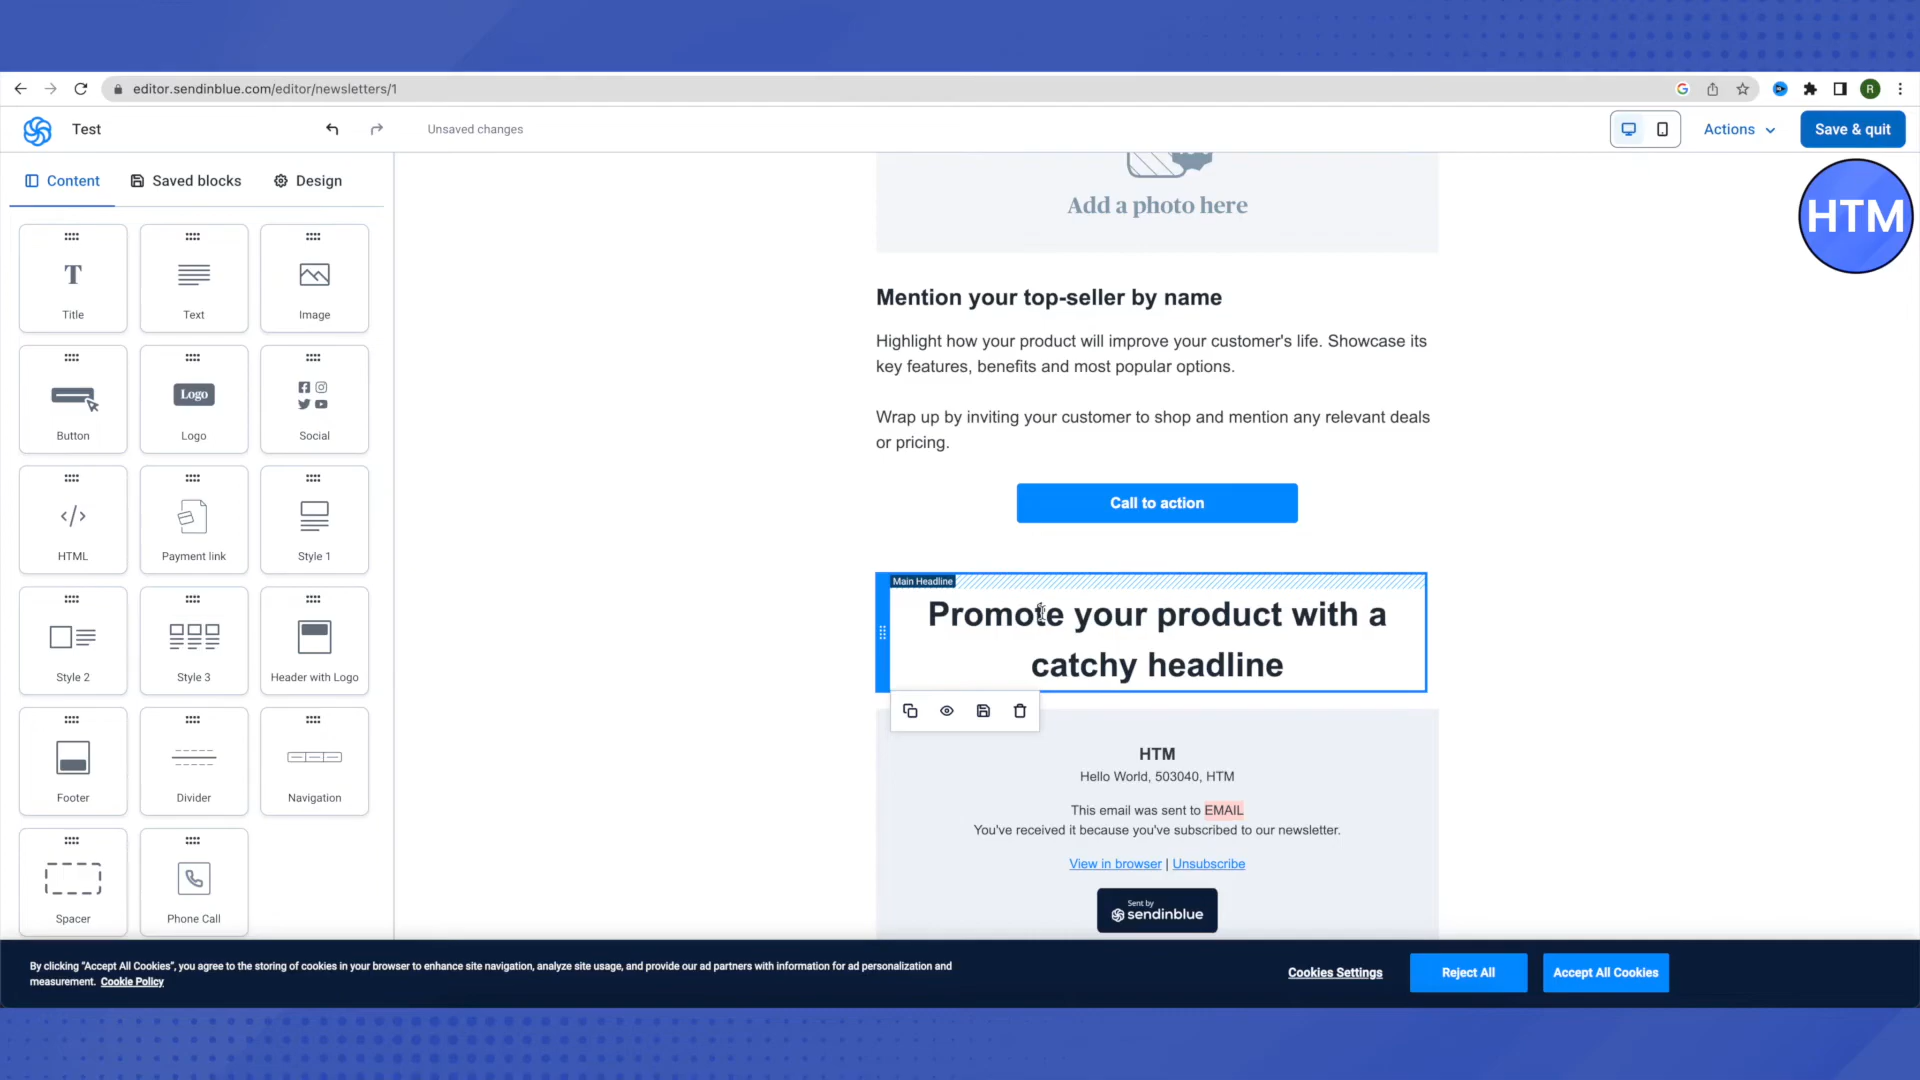 editor.sendinblue.com/editor/newsletters/1
R
Test
Unsaved changes
Actions
Save & quit
HTM
Content
Saved blocks
Design
T
Title
Text
Image
Button
Logo
Logo
Social
</>
HTML
Payment link
Style 1
Style 2
Style 3
Header with Logo
Footer
Divider
Navigation
Spacer
Phone Call
Add a photo here
Mention your top-seller by name
Highlight how your product will improve your customer's life. Showcase its
key features, benefits and most popular options.
Wrap up by inviting your customer to shop and mention any relevant deals
or pricing.
Call to action
Main Headline
Promote your product with a
catchy headline
HTM
Hello World, 503040, HTM
This email was sent to EMAIL
You've received it because you've subscribed to our newsletter.
View in browser | Unsubscribe
Sent by
sendinblue
By clicking "Accept All Cookies", you agree to the storing of cookies in your browser to enhance site navigation, analyze site usage, and provide our ad partners with information for ad personalization and
measurement. Cookie Policy
Cookies Settings
Reject All
Accept All Cookies